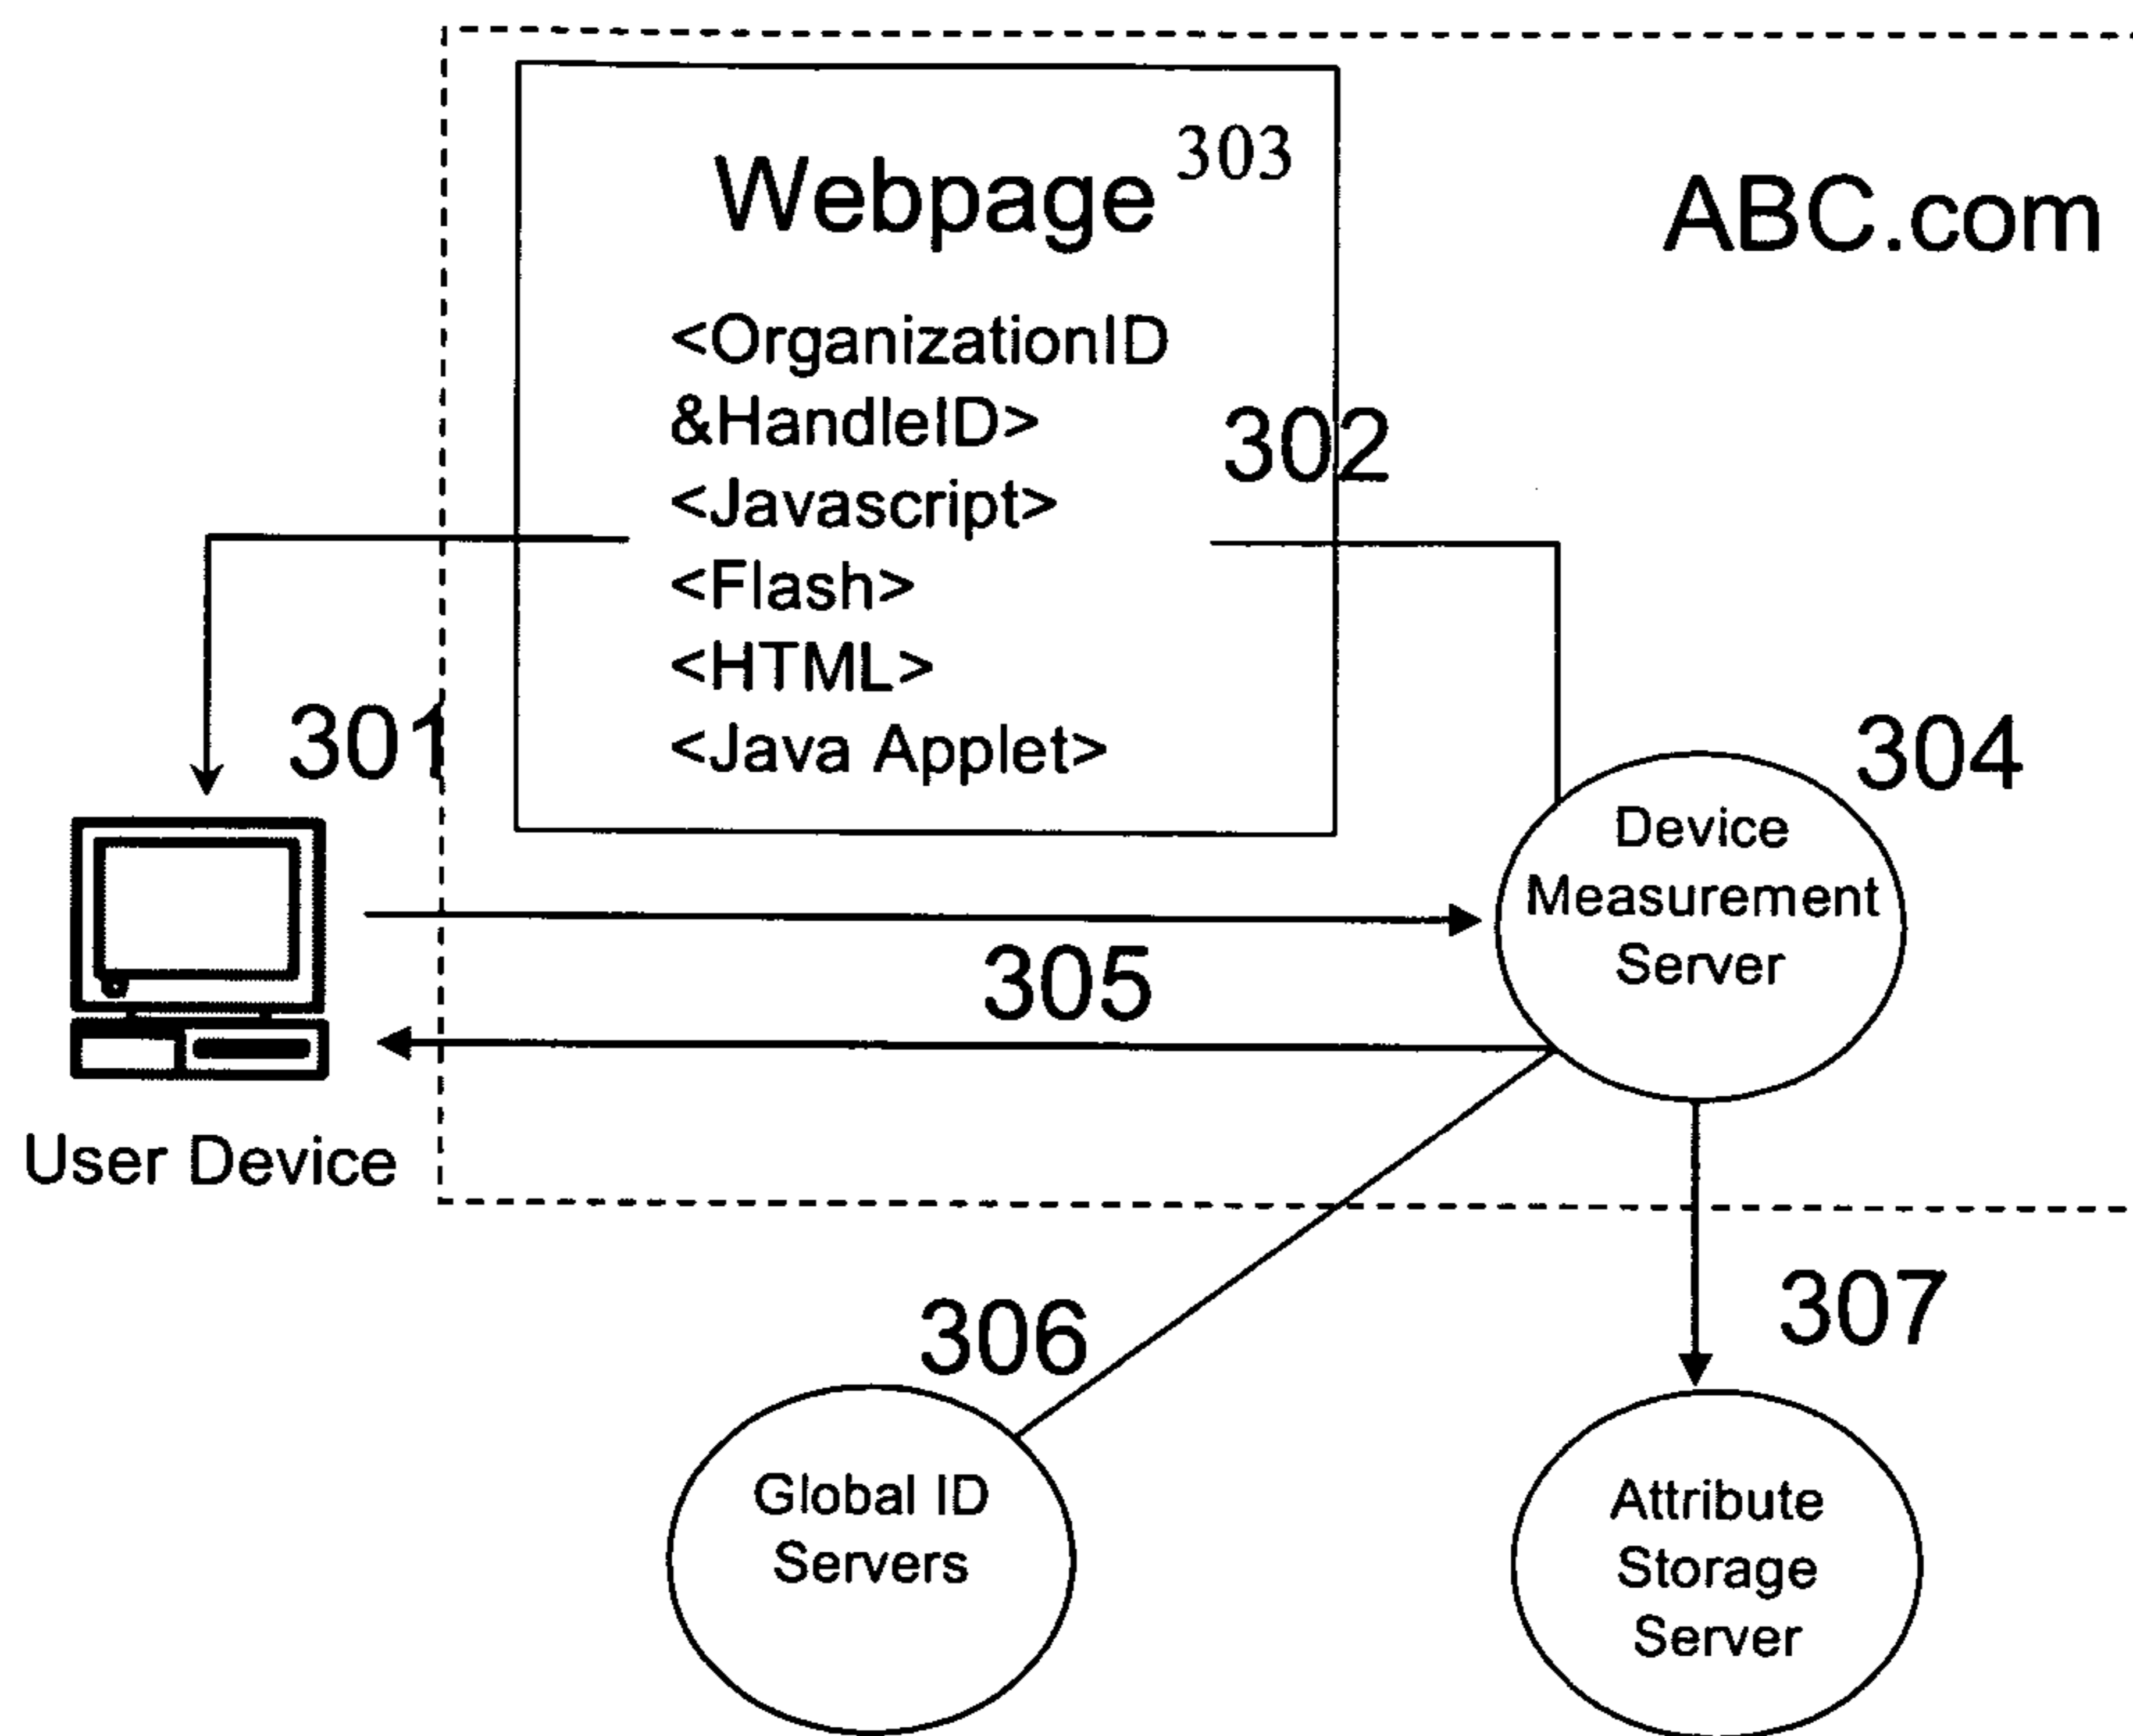 303
Webpage
ABC.com
<OrganizationID
&HandleID>
302
<Javascript>
<Flash>
<HTML>
<Java Applet>
301
304
Device
Measurement
Server
305
User Device
306
307
Global ID
Servers
Attribute
Storage
Server